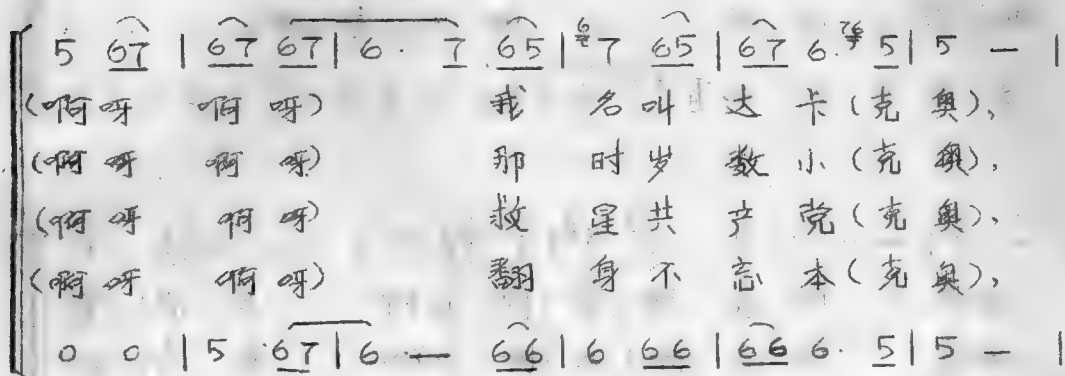 5 67 | 67 67 | 6 · 7 65 | 7 65 | 67 6 · 5 | 5 — |
(啊呀 啊呀) 我名叫达卡(克奥),
(啊呀 啊呀) 那时岁数小(克奥),
(啊呀 啊呀) 救星共产党(克奥),
(啊呀 啊呀) 翻身不忘本(克奥),
0 0 | 5 · 67 | 6 — 66 | 6 66 | 66 6 · 5 | 5 — |